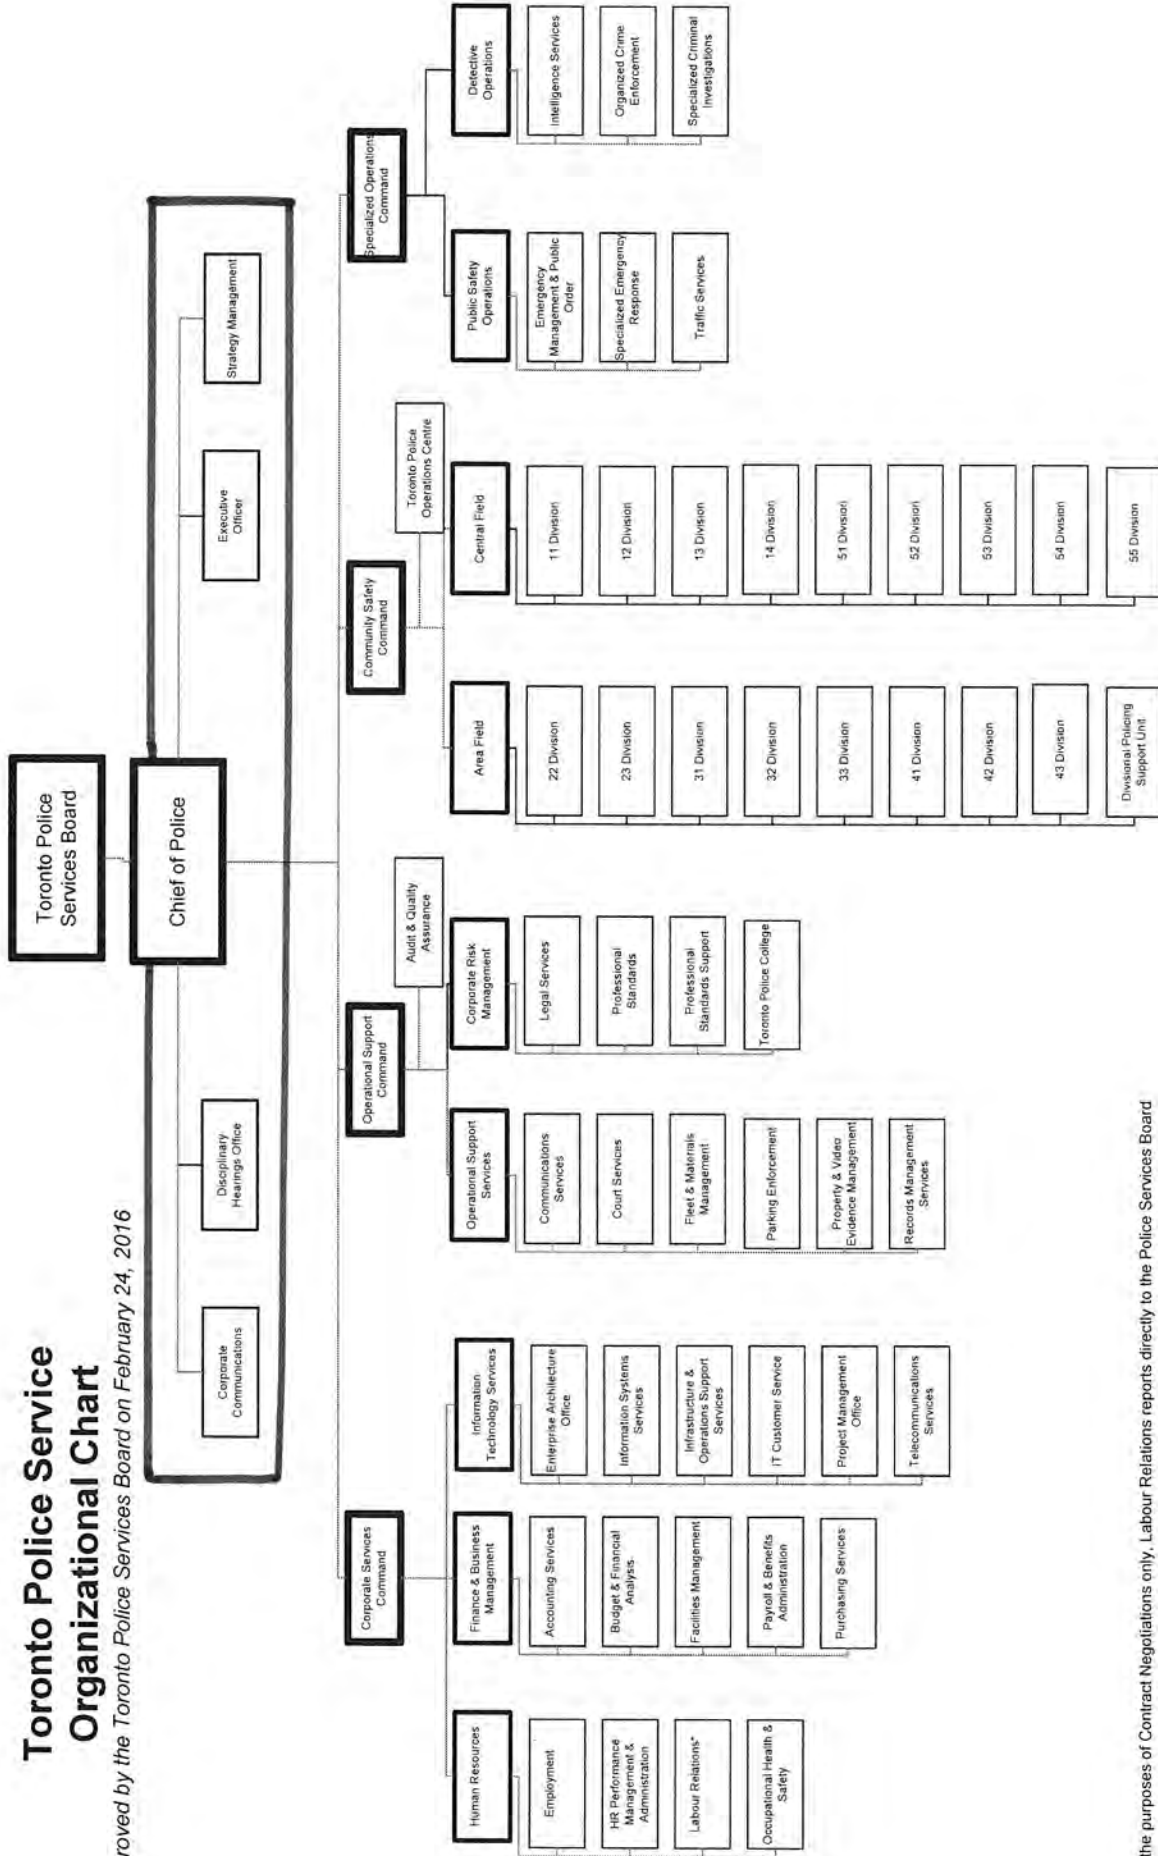 Toronto Police Service
Organizational Chart
roved by the Toronto Police Services Board on February 24, 2016
Toronto Police
Services Board
Chief of Police
Corporate
Communications
Disciplinary
Hearings Office
Executive
Officer
Strategy Management
Corporate Services
Command
Operational Support
Command
Community Safety
Command
Specialized Operations
Command
Audit & Quality
Assurance
Toronto Police
Operations Centre
Human Resources
Employment
HR Performance
Management &
Administration
Labour Relations*
Occupational Health &
Safety
Finance & Business
Management
Accounting Services
Budget & Financial
Analysis
Facilities Management
Payroll & Benefits
Administration
Purchasing Services
Information
Technology Services
Enterprise Architecture
Office
Information Systems
Services
Infrastructure &
Operations Support
Services
IT Customer Service
Project Management
Office
Telecommunications
Services
Operational Support
Services
Communications
Services
Court Services
Fleet & Materials
Management
Parking Enforcement
Property & Video
Evidence Management
Records Management
Services
Corporate Risk
Management
Legal Services
Professional
Standards
Professional
Standards Support
Toronto Police College
Area Field
22 Division
23 Division
31 Division
32 Division
33 Division
41 Division
42 Division
43 Division
Divisional Policing
Support Unit
Central Field
11 Division
12 Division
13 Division
14 Division
51 Division
52 Division
53 Division
54 Division
55 Division
Public Safety
Operations
Emergency
Management & Public
Order
Specialized Emergency
Response
Traffic Services
Detective
Operations
Intelligence Services
Organized Crime
Enforcement
Specialized Criminal
Investigations
the purposes of Contract Negotiations only, Labour Relations reports directly to the Police Services Board